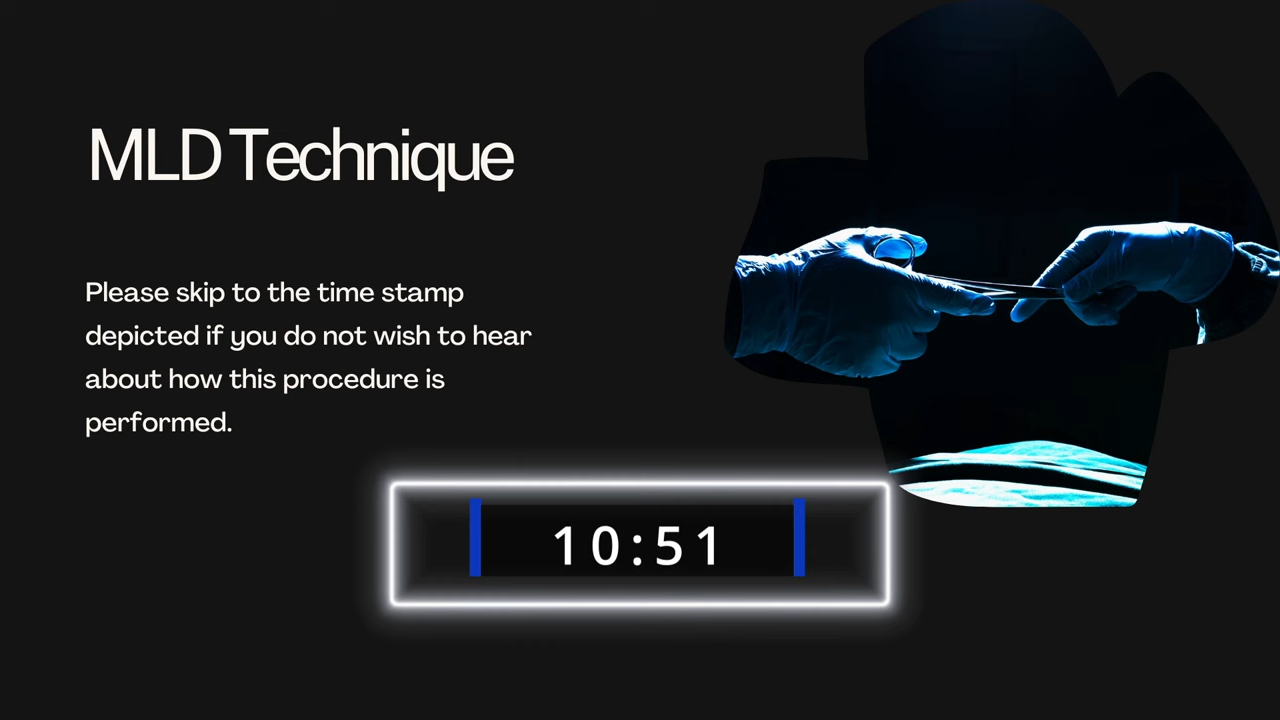 MLD Technique
Please skip to the time stamp
depicted if you do not wish to hear
about how this procedure is
performed.
10:51